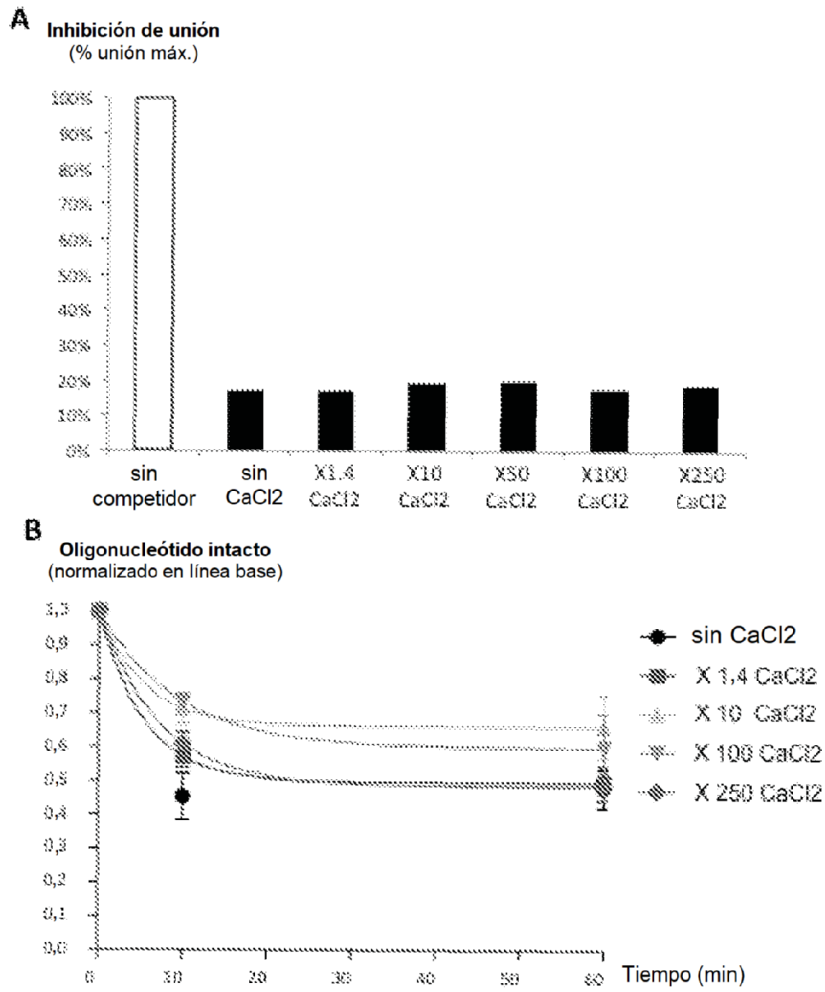 A
Inhibición de unión
(% unión máx.)
100%
90%
80%
70%
60%
50%
40%
30%
20%
10%
0%
sin competidor
sin CaCl2
X1.4 CaCl2
X10 CaCl2
X50 CaCl2
X100 CaCl2
X250 CaCl2
B
Oligonucleótido intacto
(normalizado en línea base)
0,9
0,8
0,7
0,6
0,5
0,4
0,3
0,2
0,1
0,0
0
10
20
30
40
50
60
Tiempo (min)
sin CaCl2
X 1,4 CaCl2
X 10 CaCl2
X 100 CaCl2
X 250 CaCl2